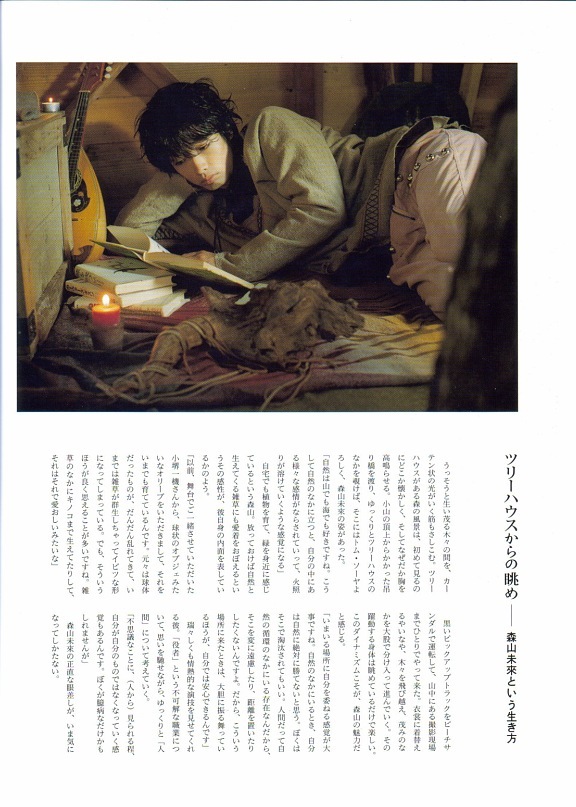 ツリーハウスからの眺め――森山未來という生き方
うっそうと生い茂る木々の間を、カー
テン状の光がいく筋もさしこむ。ツリー
ハウスがある森の風景は、初めて見るの
にどこか懐かしく、そしてなぜだか胸を
高鳴らせる。小山の頂上からかかった吊
り橋を渡り、ゆっくりとツリーハウスの
なかを覗けば、そこにはトム・ソーヤよ
ろしく、森山未來の姿があった。
「自然は山でも海でも好きですね。こう
して自然のなかに立つと、自分の中にあ
る様々な感情がならされていって、火照
りが溶けていくような感覚になる」
自宅でも植物を育て、緑を身近に感じ
ているという森山。放っておけば自然と
生えてくる雑草にも愛着をおぼえるとい
うその感性が、彼自身の内面を表してい
るかのよう。
「以前、舞台でご一緒させていただいた
小堺一機さんから、球状のオブジェみた
いなオリーブをいただきまして、それを
いまでも育てているんです。元々は球体
だったものが、だんだん乱れてきて、い
までは雑草が群生しちゃってイビツな形
になってしまっている。でも、そういう
ほうが良く思えることが多いですね。雑
草のなかにキノコまで生えてたりして、
それはそれで愛おしいみたいな」
黒いピックアップトラックをビーチサ
ンダルで運転して、山中にある撮影現場
までひとりでやって来た。衣裳に着替え
るやいなや、木々を飛び越え、茂みのな
かを大股で分け入って進んでいく。その
躍動する身体は眺めているだけで楽しい。
このダイナミズムこそが、森山の魅力だ
と感じる。
「いまいる場所に自分を委ねる感覚が大
事ですね。自然のなかにいるとき、自分
は自然に絶対に勝てないと思う。ぼくは
そこで淘汰されてもいい。人間だって自
然の循環のなかにいる存在なんだから、
そこを変に遠慮したり、距離を置いたり
したくないんですよ。だから、こういう
場所に来たときは、大胆に振る舞ってい
るほうが、自分では安心できるんです」
瑞々しくも情熱的な演技を見せてくれ
る彼。「役者」という不可解な職業につ
いて、思いを馳せながら、ゆっくりと「人
間」について考えていく。
「不思議なことに、「人から」見られる程、
自分が自分のものではなくなっていく感
覚もあるんです。ぼくが臆病なだけかも
しれませんが」
森山未來の正直な眼差しが、いま気に
なってしかたない。